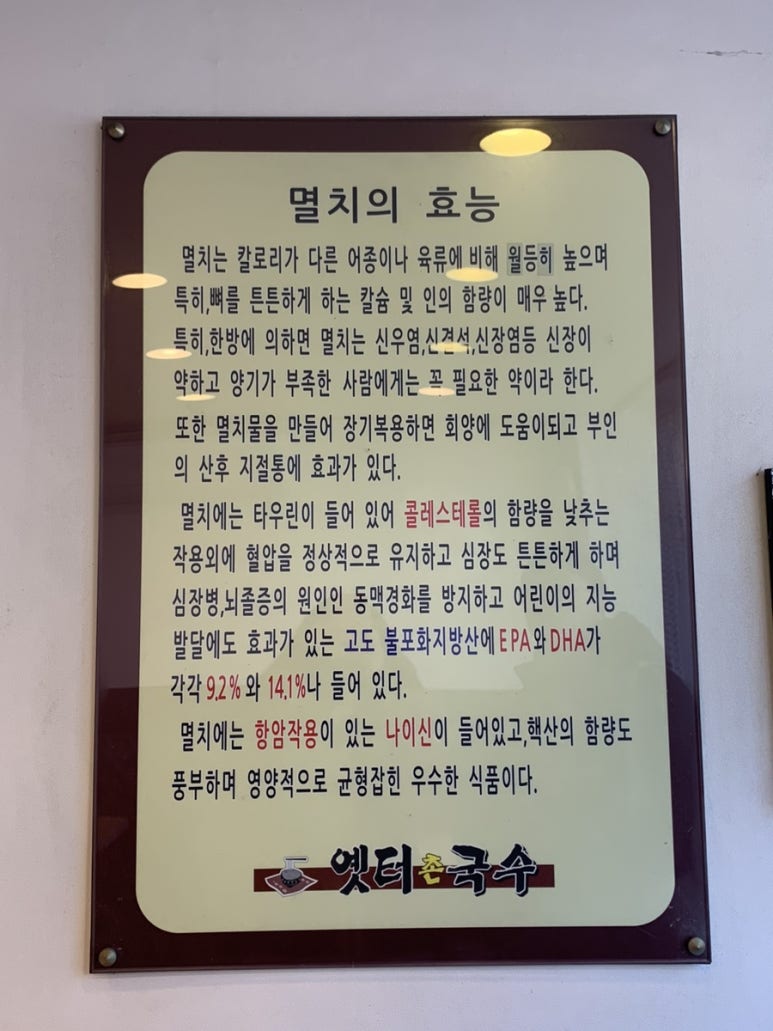 멸치의 효능
멸치는 칼로리가 다른 어종이나 육류에 비해 월등히 높으며
특히,뼈를 튼튼하게 하는 칼슘 및 인의 함량이 매우 높다.
특히,한방에 의하면 멸치는 신우염,신결석,신장염등 신장이
약하고 양기가 부족한 사람에게는 꼭 필요한 약이라 한다.
또한 멸치물을 만들어 장기복용하면 회양에 도움이되고 부인
의 산후 지절통에 효과가 있다.
멸치에는 타우린이 들어 있어 콜레스테롤의 함량을 낮추는
작용외에 혈압을 정상적으로 유지하고 심장도 튼튼하게 하며
심장병,뇌졸증의 원인인 동맥경화를 방지하고 어린이의 지능
발달에도 효과가 있는 고도 불포화지방산에 EPA와 DHA가
각각 9.2% 와 14.1%나 들어 있다.
멸치에는 항암작용이 있는 나이신이 들어있고,핵산의 함량도
풍부하며 영양적으로 균형잡힌 우수한 식품이다.
옛터촌국수